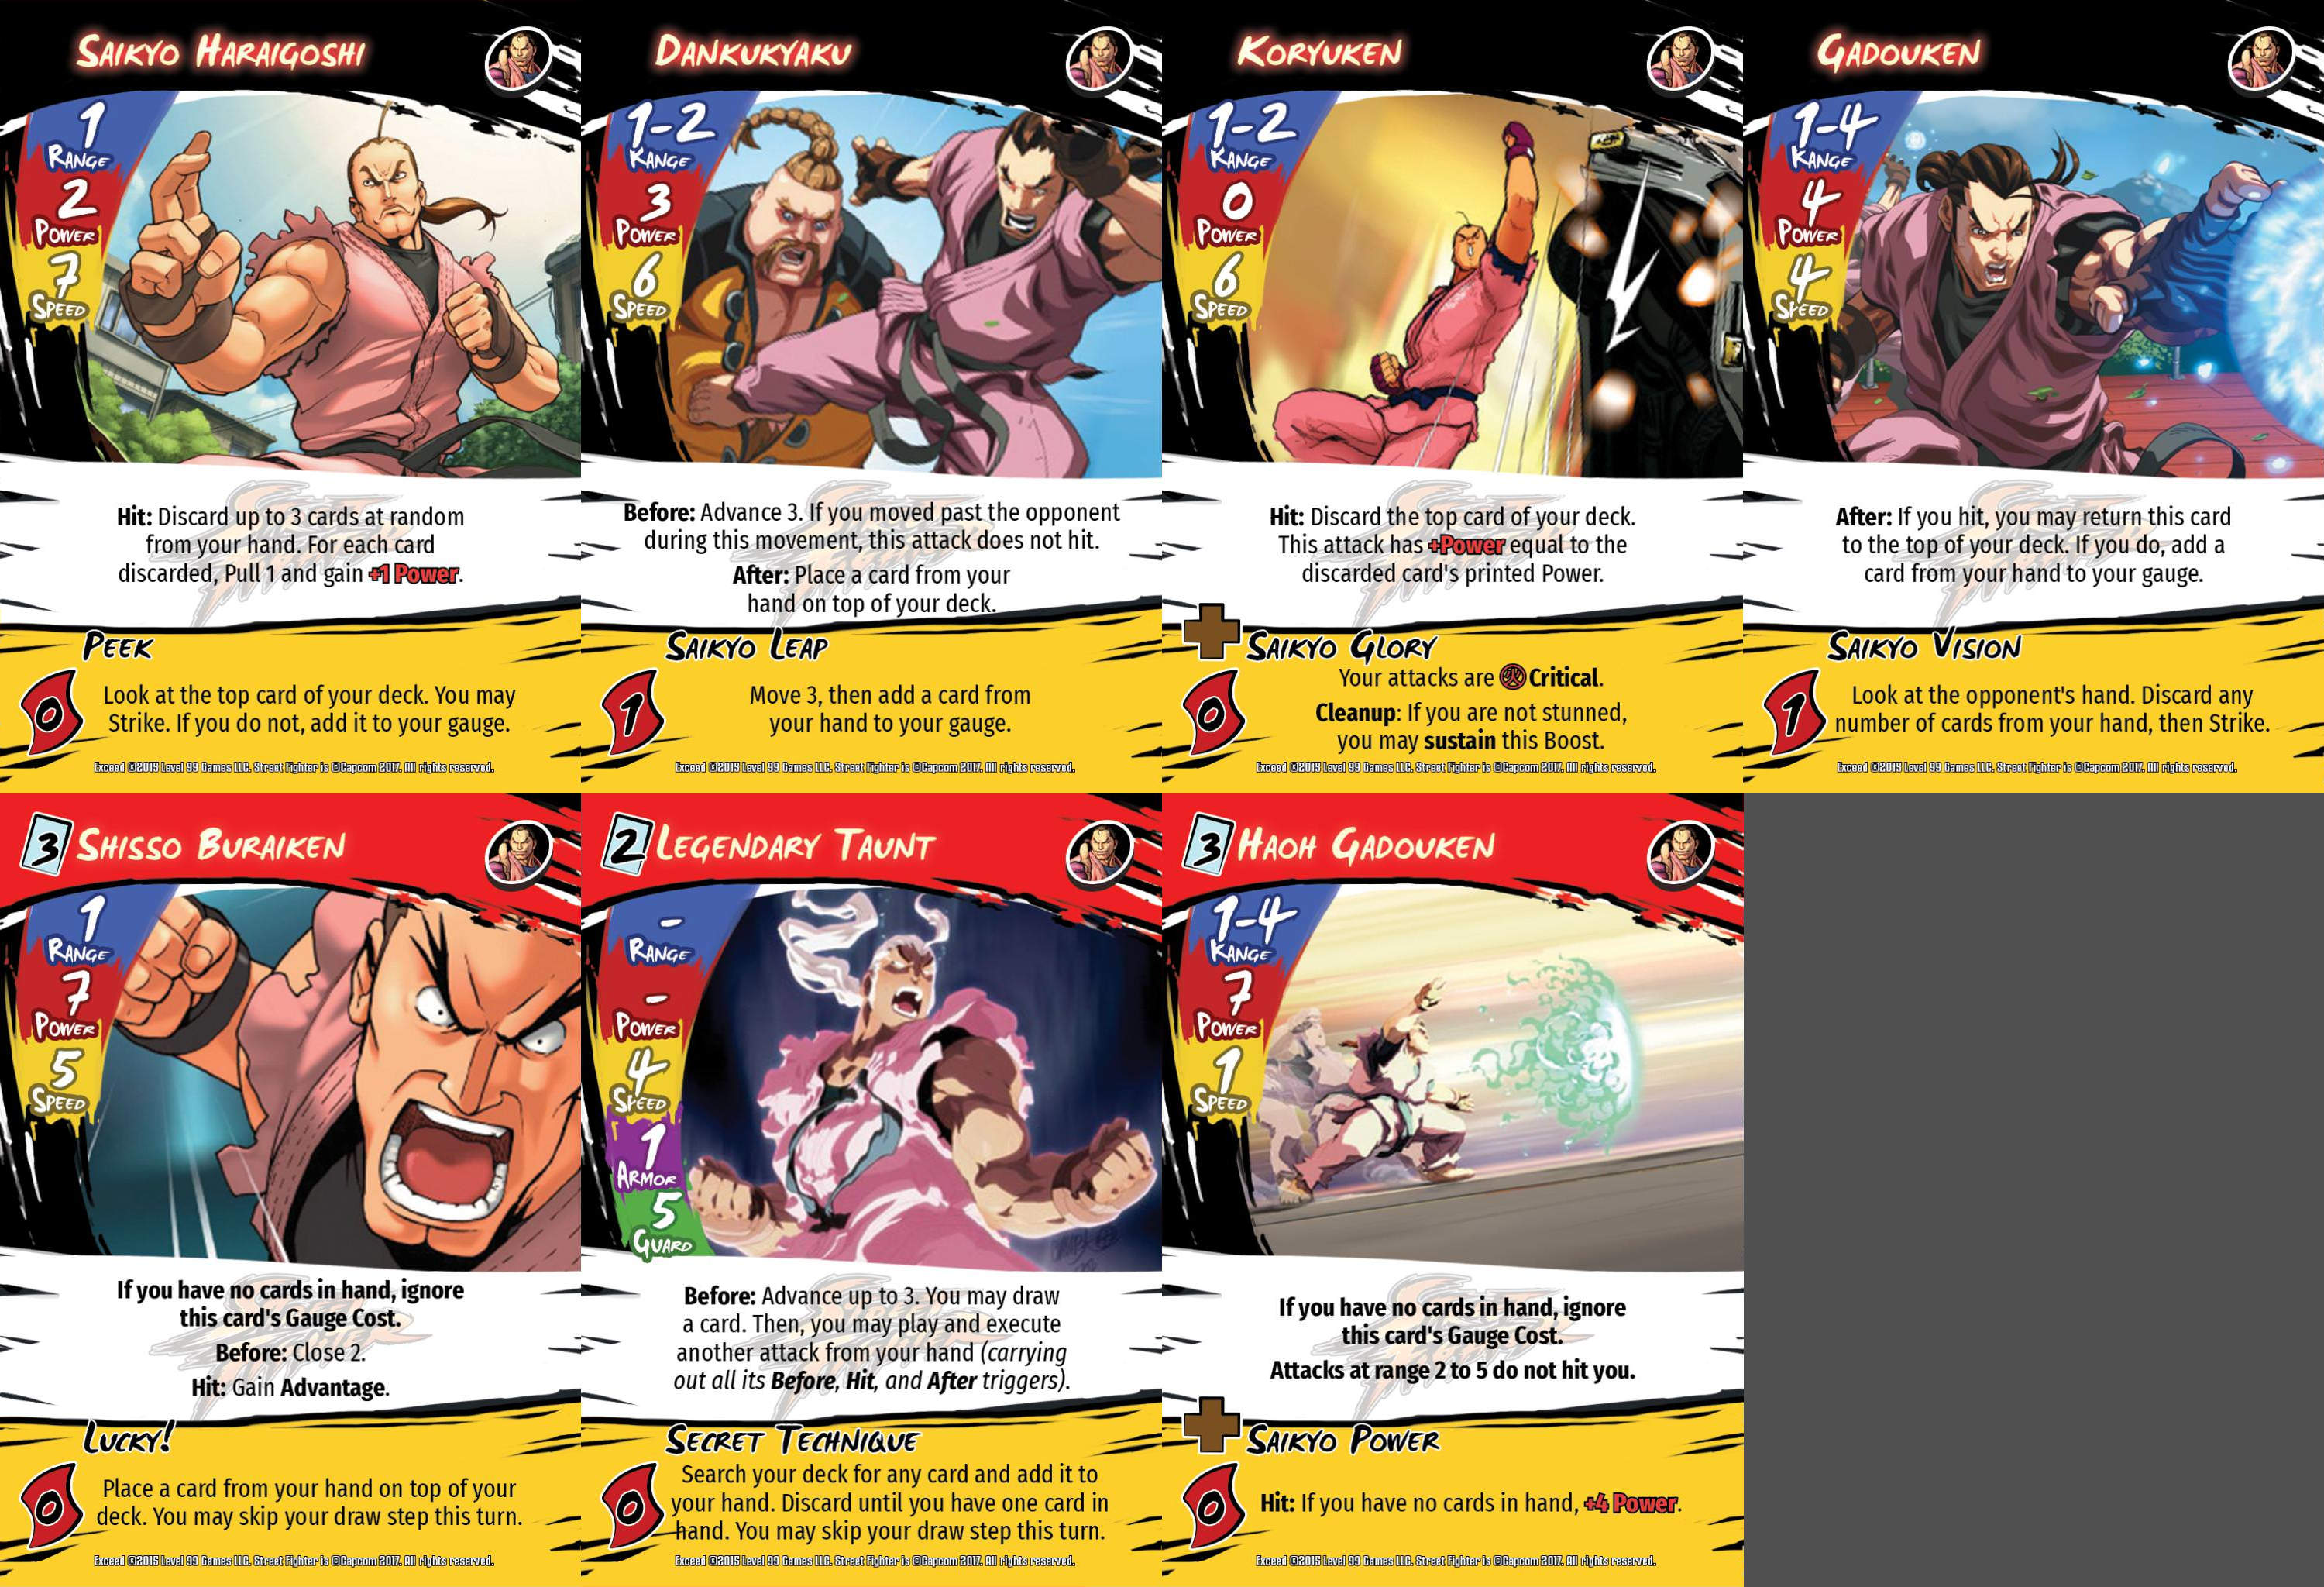 SAIKYO HARAIGOSHI
1
RANGE
2
POWER
7
SPEED
Hit: Discard up to 3 cards at random
from your hand. For each card
discarded, Pull 1 and gain +1 Power.
PEEK
0
Look at the top card of your deck. You may
Strike. If you do not, add it to your gauge.
Exceed ©2015 Level 99 Games LLC. Street Fighter is ©Capcom 2017. All rights reserved.
DANKUKYAKU
1-2
RANGE
3
POWER
6
SPEED
Before: Advance 3. If you moved past the opponent
during this movement, this attack does not hit.
After: Place a card from your
hand on top of your deck.
SAIKYO LEAP
1
Move 3, then add a card from
your hand to your gauge.
Exceed ©2015 Level 99 Games LLC. Street Fighter is ©Capcom 2017. All rights reserved.
KORYUKEN
1-2
RANGE
0
POWER
6
SPEED
Hit: Discard the top card of your deck.
This attack has +Power equal to the
discarded card's printed Power.
SAIKYO GLORY
0
Your attacks are Critical.
Cleanup: If you are not stunned,
you may sustain this Boost.
Exceed ©2015 Level 99 Games LLC. Street Fighter is ©Capcom 2017. All rights reserved.
GADOUKEN
1-4
RANGE
4
POWER
4
SPEED
After: If you hit, you may return this card
to the top of your deck. If you do, add a
card from your hand to your gauge.
SAIKYO VISION
1
Look at the opponent's hand. Discard any
number of cards from your hand, then Strike.
Exceed ©2015 Level 99 Games LLC. Street Fighter is ©Capcom 2017. All rights reserved.
3 SHISSO BURAIKEN
1
RANGE
7
POWER
5
SPEED
If you have no cards in hand, ignore
this card's Gauge Cost.
Before: Close 2.
Hit: Gain Advantage.
LUCKY!
0
Place a card from your hand on top of your
deck. You may skip your draw step this turn.
Exceed ©2015 Level 99 Games LLC. Street Fighter is ©Capcom 2017. All rights reserved.
2 LEGENDARY TAUNT
-
RANGE
-
POWER
4
SPEED
1
ARMOR
5
GUARD
Before: Advance up to 3. You may draw
a card. Then, you may play and execute
another attack from your hand (carrying
out all its Before, Hit, and After triggers).
SECRET TECHNIQUE
0
Search your deck for any card and add it to
your hand. Discard until you have one card in
hand. You may skip your draw step this turn.
Exceed ©2015 Level 99 Games LLC. Street Fighter is ©Capcom 2017. All rights reserved.
3 HAOH GADOUKEN
1-4
RANGE
7
POWER
1
SPEED
If you have no cards in hand, ignore
this card's Gauge Cost.
Attacks at range 2 to 5 do not hit you.
SAIKYO POWER
0
Hit: If you have no cards in hand, +4 Power.
Exceed ©2015 Level 99 Games LLC. Street Fighter is ©Capcom 2017. All rights reserved.